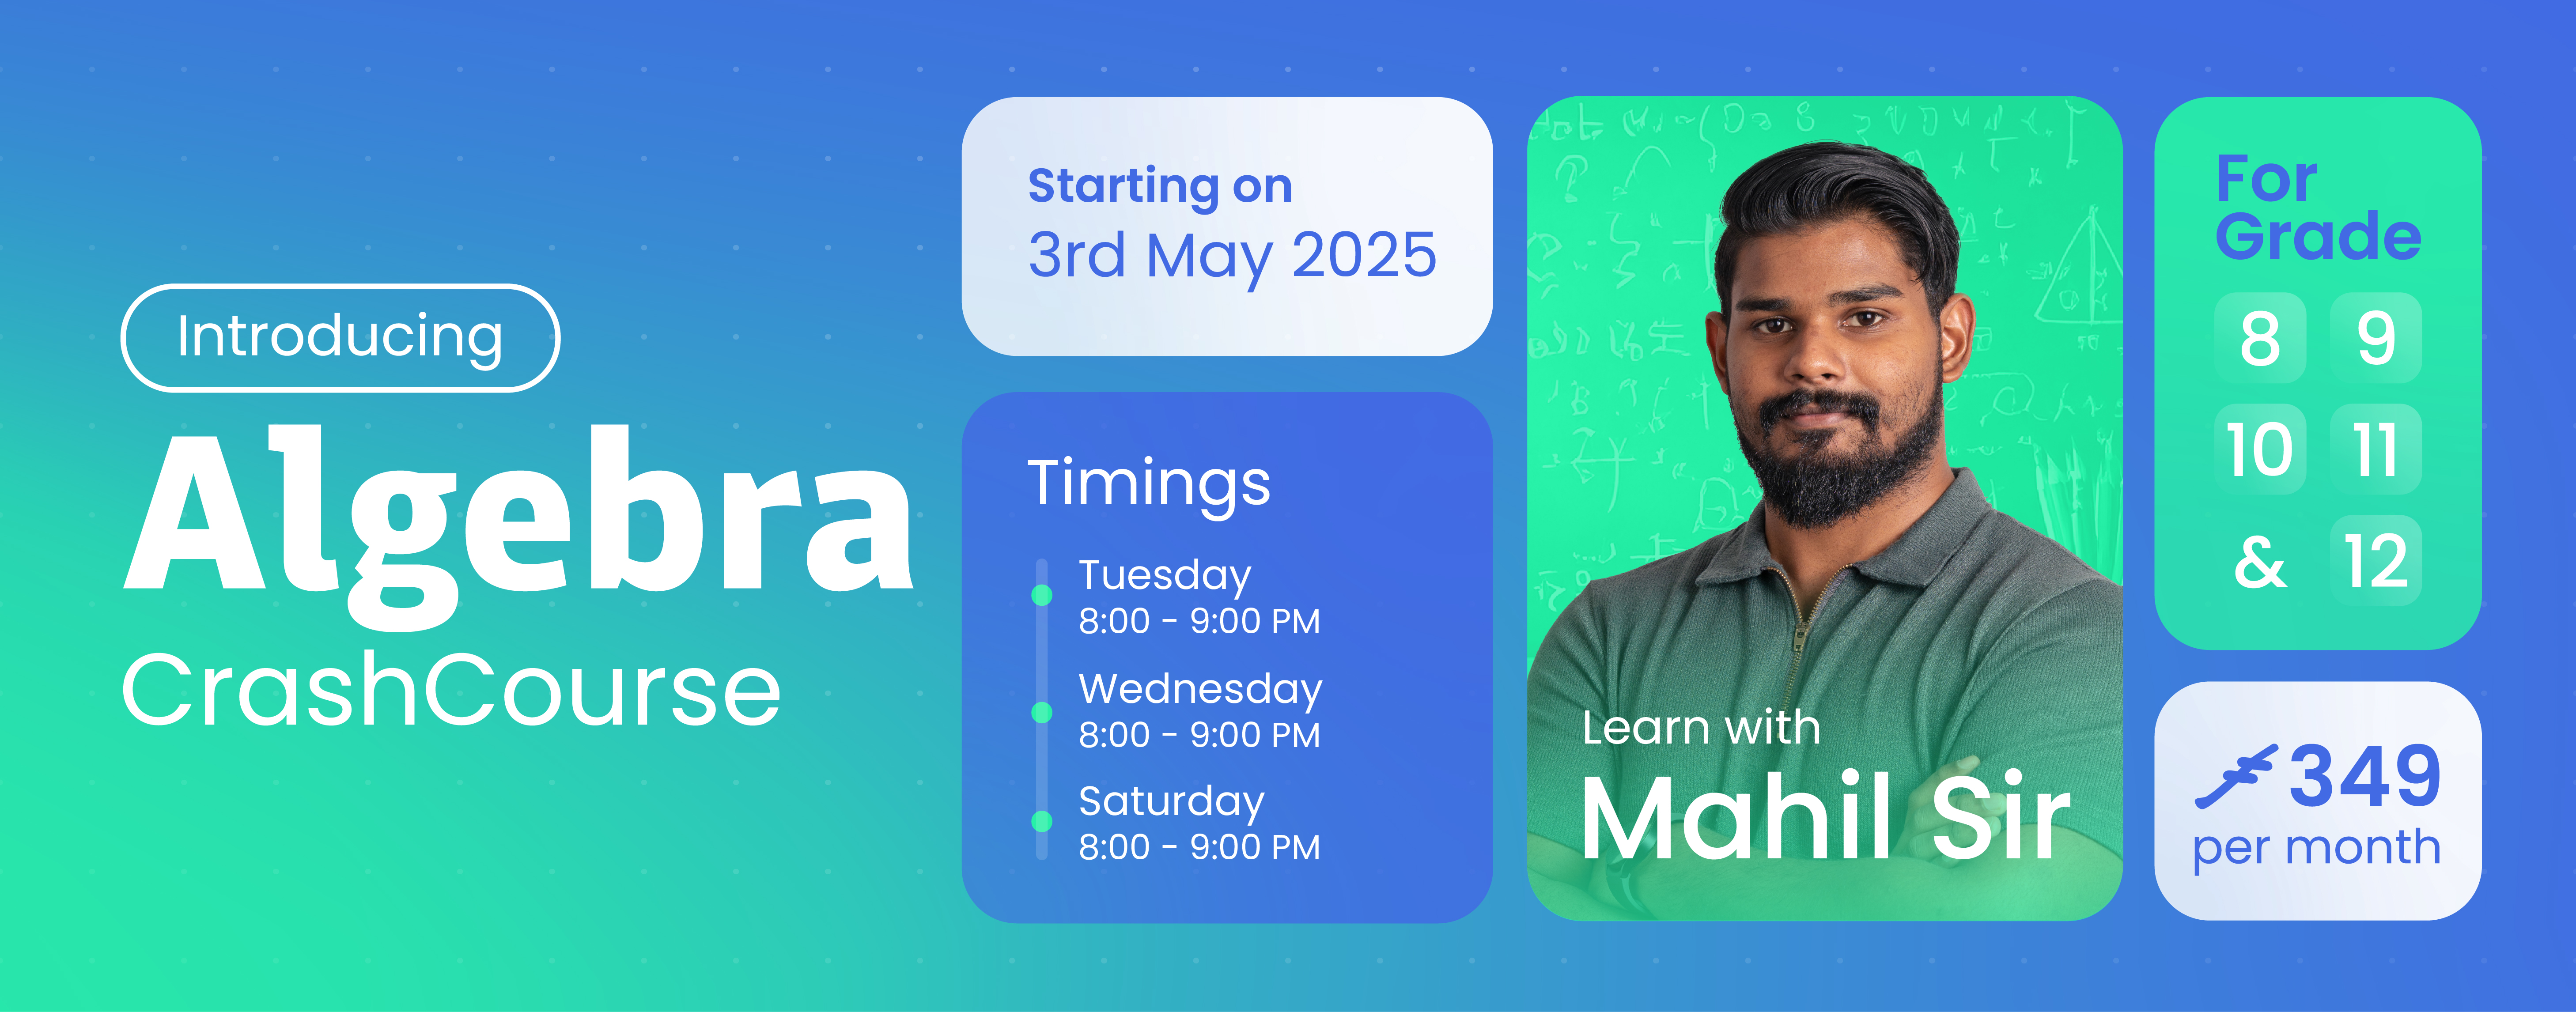 Introducing
Algebra
CrashCourse
Starting on
3rd May 2025
Timings
Tuesday
8:00 - 9:00 PM
Wednesday
8:00 - 9:00 PM
Saturday
8:00 - 9:00 PM
Learn with
Mahil Sir
For
Grade
8 9
10 11
& 12
349
per month